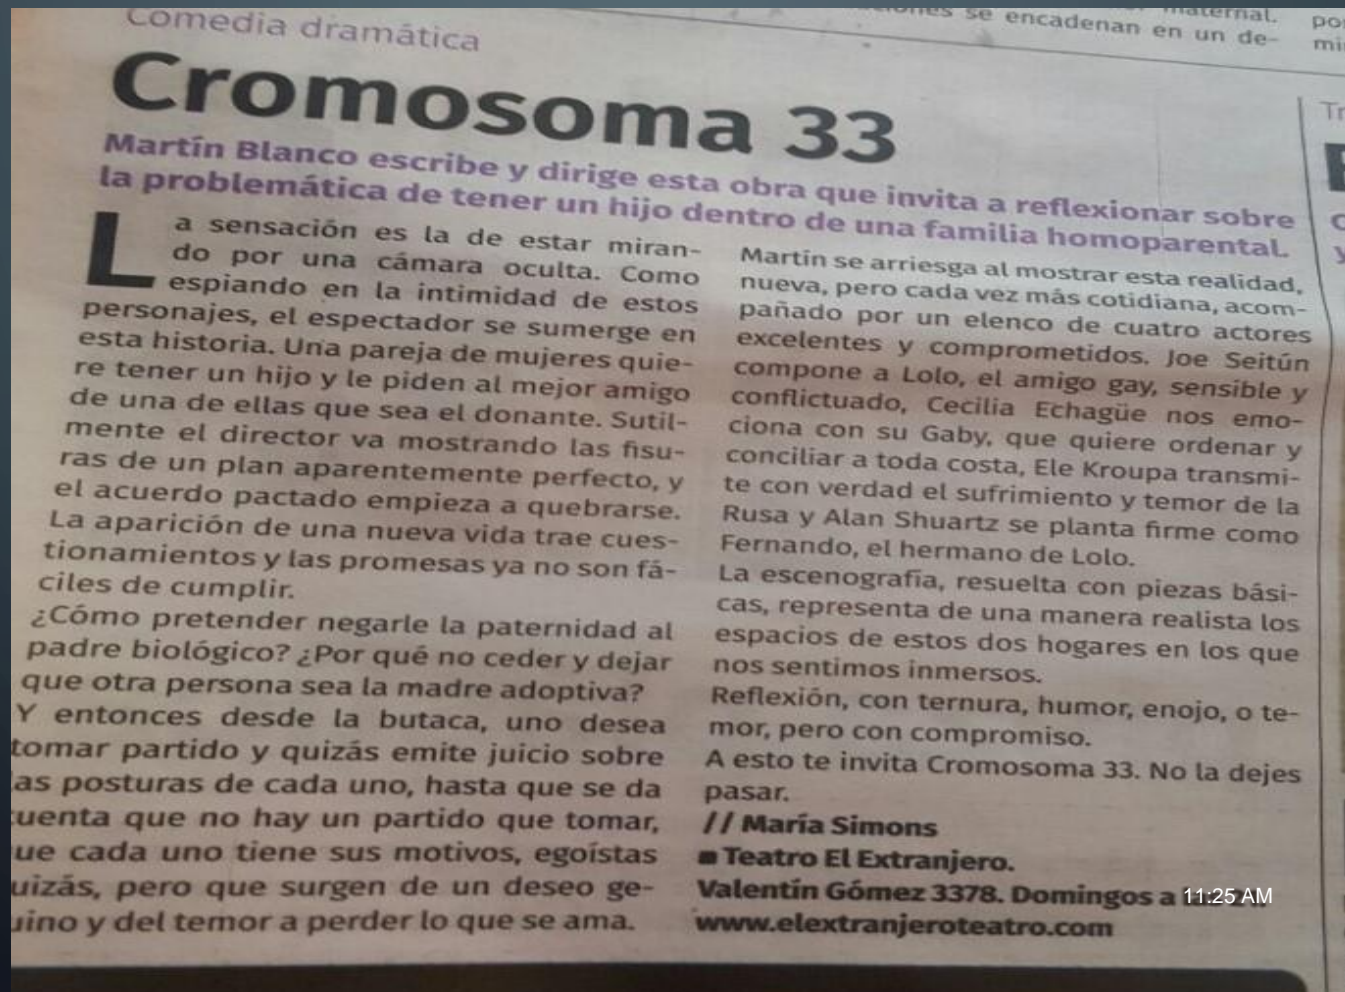 maternal.
se encadenan en un de-
Comedia dramática
Cromosoma 33
Martín Blanco escribe y dirige esta obra que invita a reflexionar sobre
la problemática de tener un hijo dentro de una familia homoparental.
La sensación es la de estar miran-
do por una cámara oculta. Como
espiando en la intimidad de estos
personajes, el espectador se sumerge en
esta historia. Una pareja de mujeres quie-
re tener un hijo y le piden al mejor amigo
de una de ellas que sea el donante. Sutil-
mente el director va mostrando las fisu-
ras de un plan aparentemente perfecto, y
el acuerdo pactado empieza a quebrarse.
La aparición de una nueva vida trae cues-
tionamientos y las promesas ya no son fá-
ciles de cumplir.
¿Cómo pretender negarle la paternidad al
padre biológico? ¿Por qué no ceder y dejar
que otra persona sea la madre adoptiva?
Y entonces desde la butaca, uno desea
tomar partido y quizás emite juicio sobre
as posturas de cada uno, hasta que se da
uenta que no hay un partido que tomar,
ue cada uno tiene sus motivos, egoístas
uizás, pero que surgen de un deseo ge-
uino y del temor a perder lo que se ama.
Martín se arriesga al mostrar esta realidad,
nueva, pero cada vez más cotidiana, acom-
pañado por un elenco de cuatro actores
excelentes y comprometidos. Joe Seitún
compone a Lolo, el amigo gay, sensible y
conflictuado, Cecilia Echagüe nos emo-
ciona con su Gaby, que quiere ordenar y
conciliar a toda costa, Ele Kroupa transmi-
te con verdad el sufrimiento y temor de la
Rusa y Alan Shuartz se planta firme como
Fernando, el hermano de Lolo.
La escenografía, resuelta con piezas bási-
cas, representa de una manera realista los
espacios de estos dos hogares en los que
nos sentimos inmersos.
Reflexión, con ternura, humor, enojo, o te-
mor, pero con compromiso.
A esto te invita Cromosoma 33. No la dejes
pasar.
// María Simons
■ Teatro El Extranjero.
Valentín Gómez 3378. Domingos a
www.elextranjeroteatro.com
11:25 AM